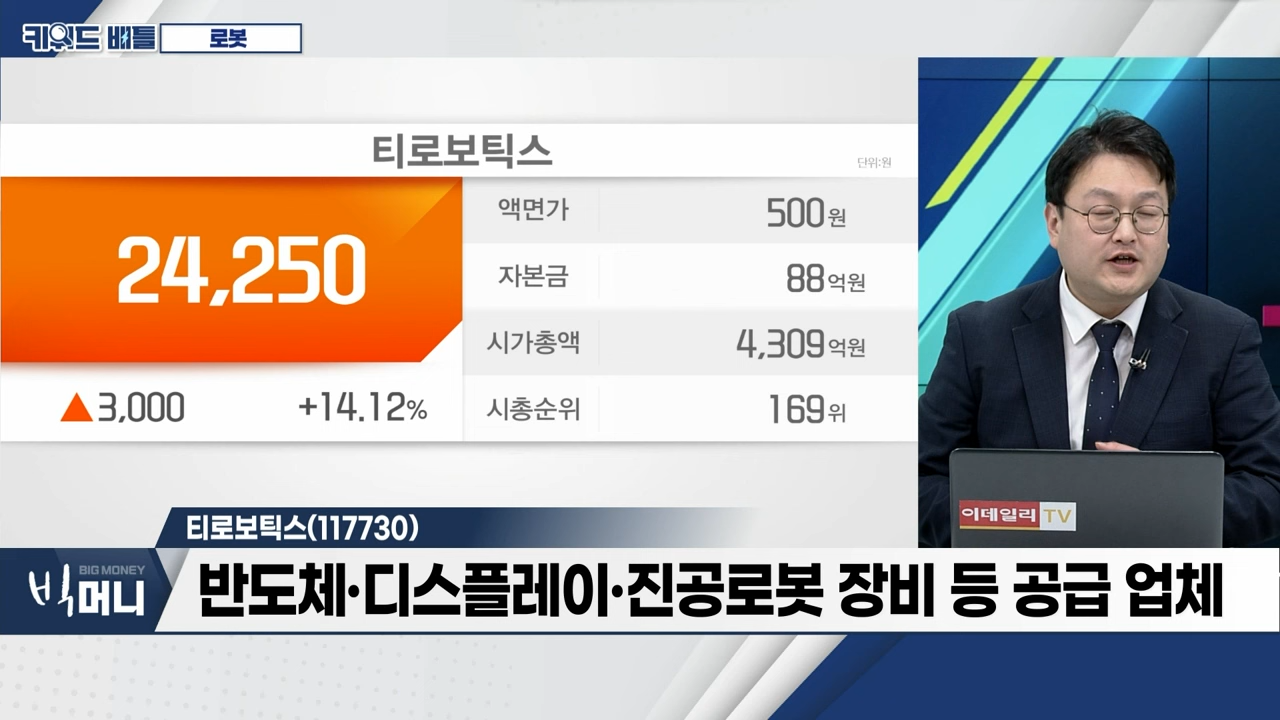 키워드 배틀 로봇
티로보틱스
단위:원
24,250
▲3,000 +14.12%
액면가 500원
자본금 88억원
시가총액 4,309억원
시총순위 169위
이데일리 TV
티로보틱스(117730)
BIG MONEY
빅머니
반도체·디스플레이·진공로봇 장비 등 공급 업체